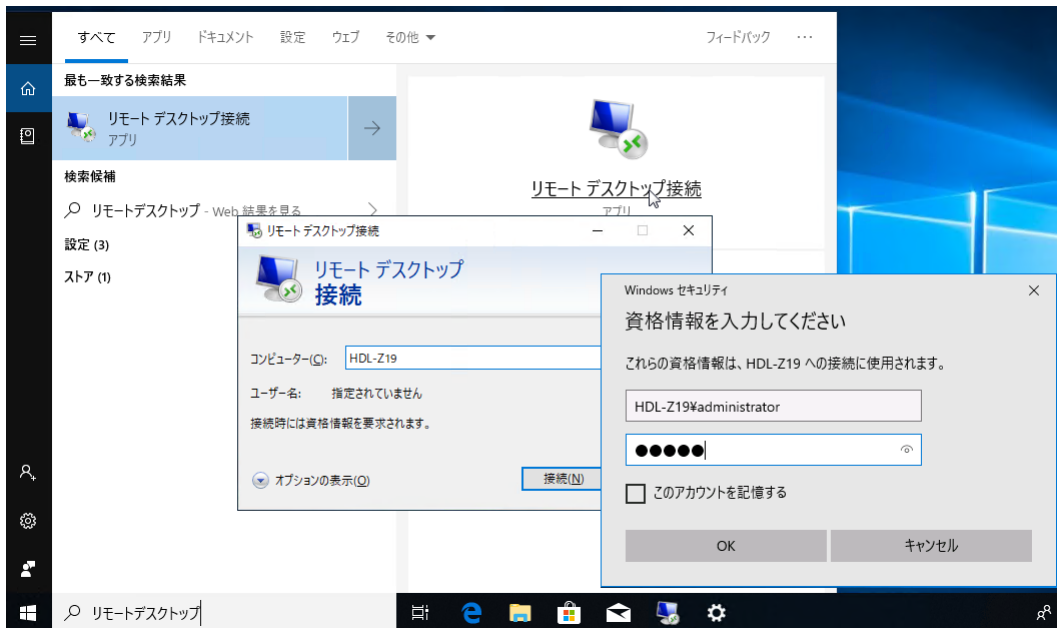 すべて アプリ ドキュメント 設定 ウェブ その他 フィードバック ...
最も一致する検索結果
リモート デスクトップ接続
アプリ
検索候補
リモートデスクトップ - Web 結果を見る
設定 (3)
ストア (1)
リモート デスクトップ接続
アプリ
リモート デスクトップ接続
リモート デスクトップ
接続
コンピューター(C): HDL-Z19
ユーザー名: 指定されていません
接続時には資格情報を要求されます。
オプションの表示(O)
接続(N)
Windows セキュリティ
資格情報を入力してください
これらの資格情報は、HDL-Z19 への接続に使用されます。
HDL-Z19¥administrator
●●●●●
このアカウントを記憶する
OK キャンセル
リモートデスクトップ